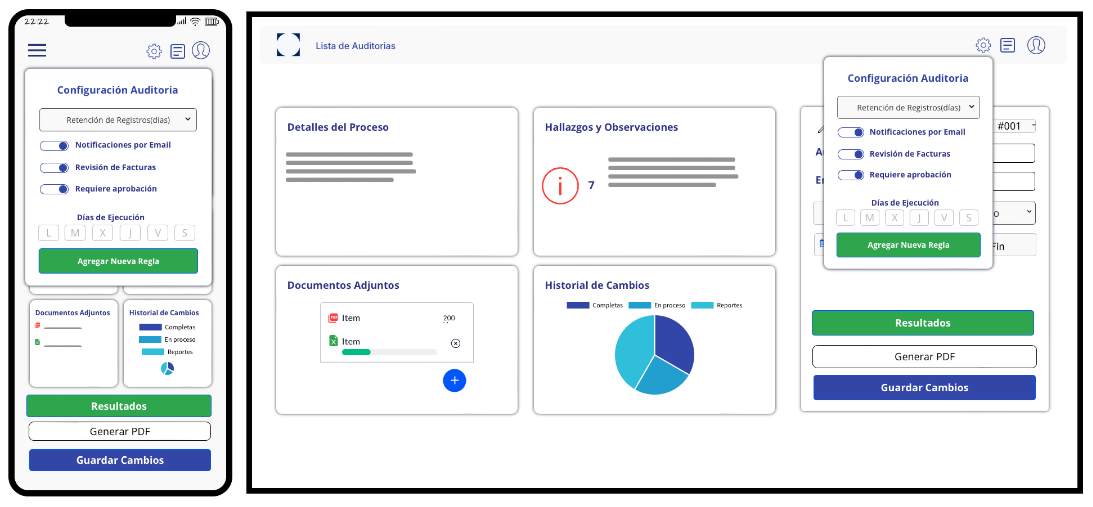 22:22
Configuración Auditoria
Retención de Registros(días)
Notificaciones por Email
Revisión de Facturas
Requiere aprobación
Días de Ejecución
L M X J V S
Agregar Nueva Regla
Documentos Adjuntos
Historial de Cambios
Completas
En proceso
Reportes
Resultados
Generar PDF
Guardar Cambios
Lista de Auditorias
Detalles del Proceso
Hallazgos y Observaciones
7
Documentos Adjuntos
Item
200
Item
Historial de Cambios
Completas En proceso Reportes
Configuración Auditoria
Retención de Registros(días)
Notificaciones por Email
Revisión de Facturas
Requiere aprobación
Días de Ejecución
L M X J V S
Agregar Nueva Regla
#001
Fin
Resultados
Generar PDF
Guardar Cambios